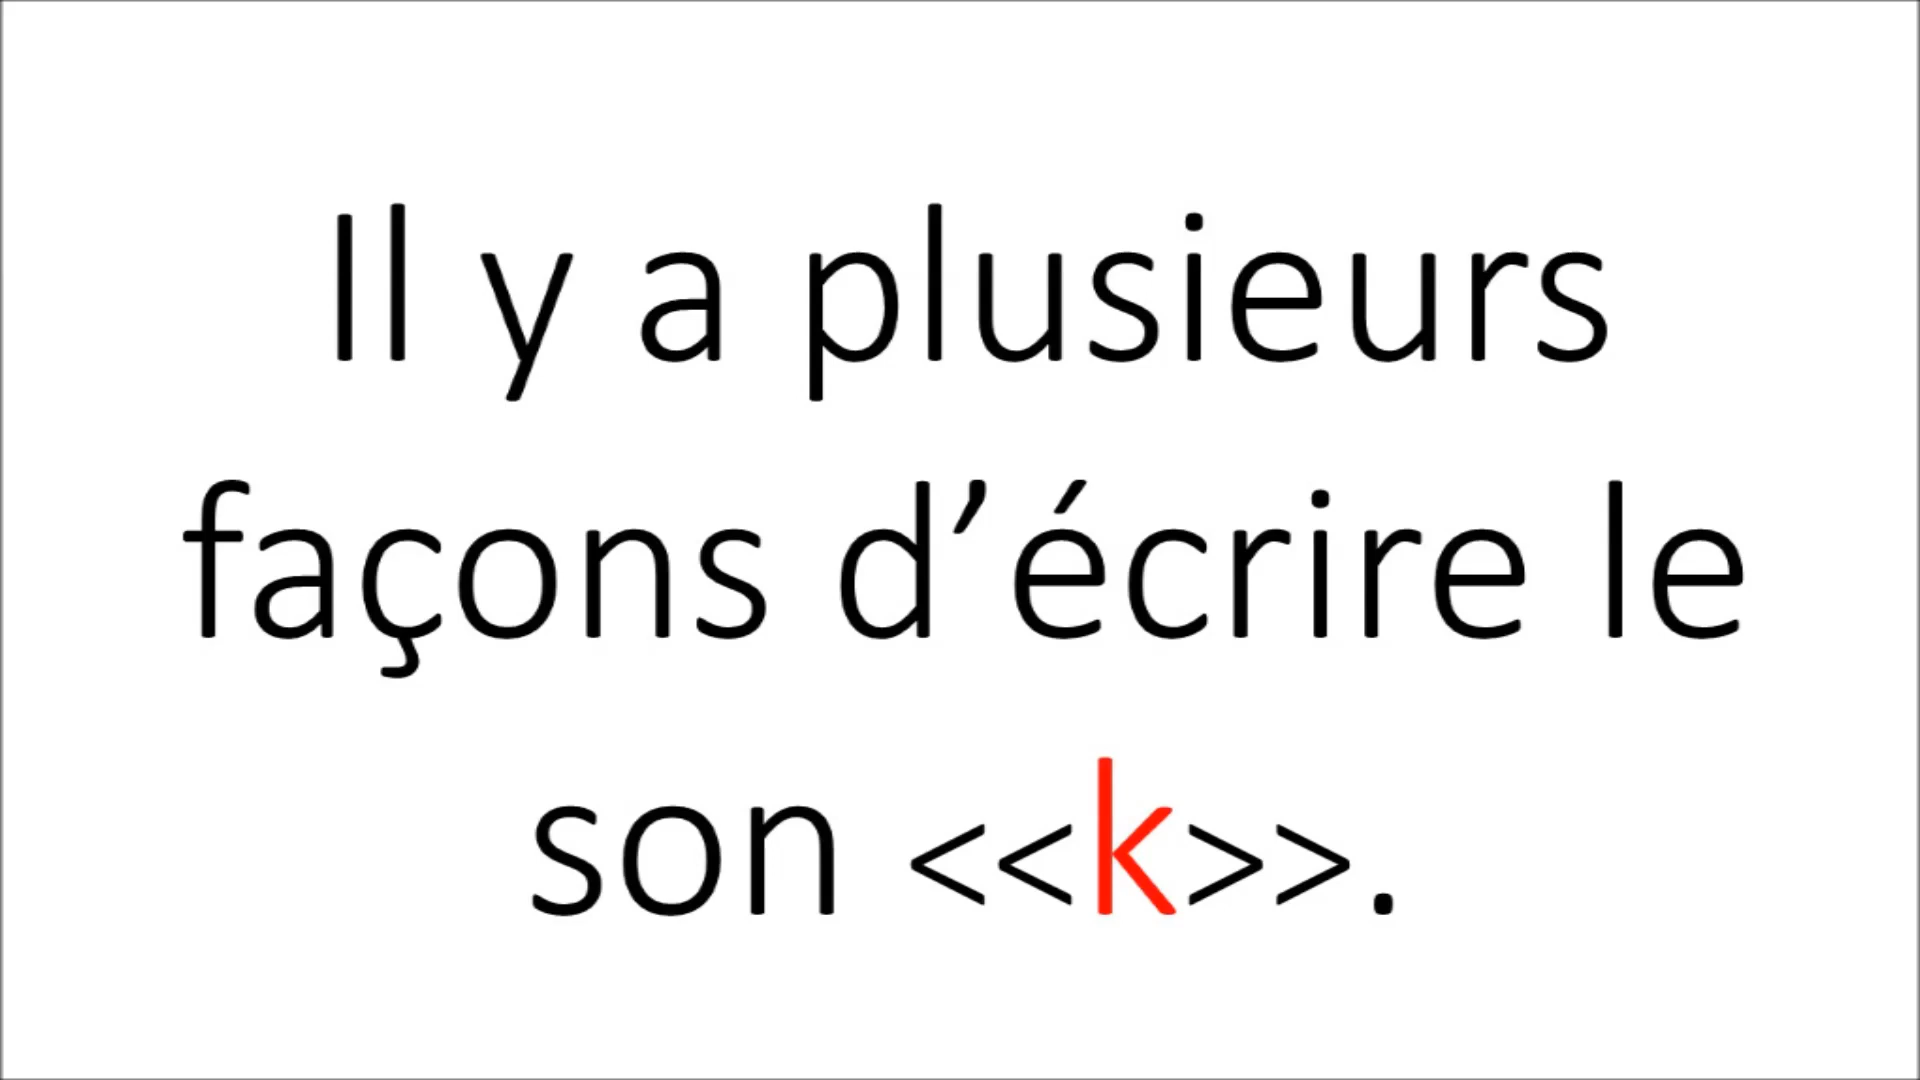 Il y a plusieurs
façons d’écrire le
son <<k>>.